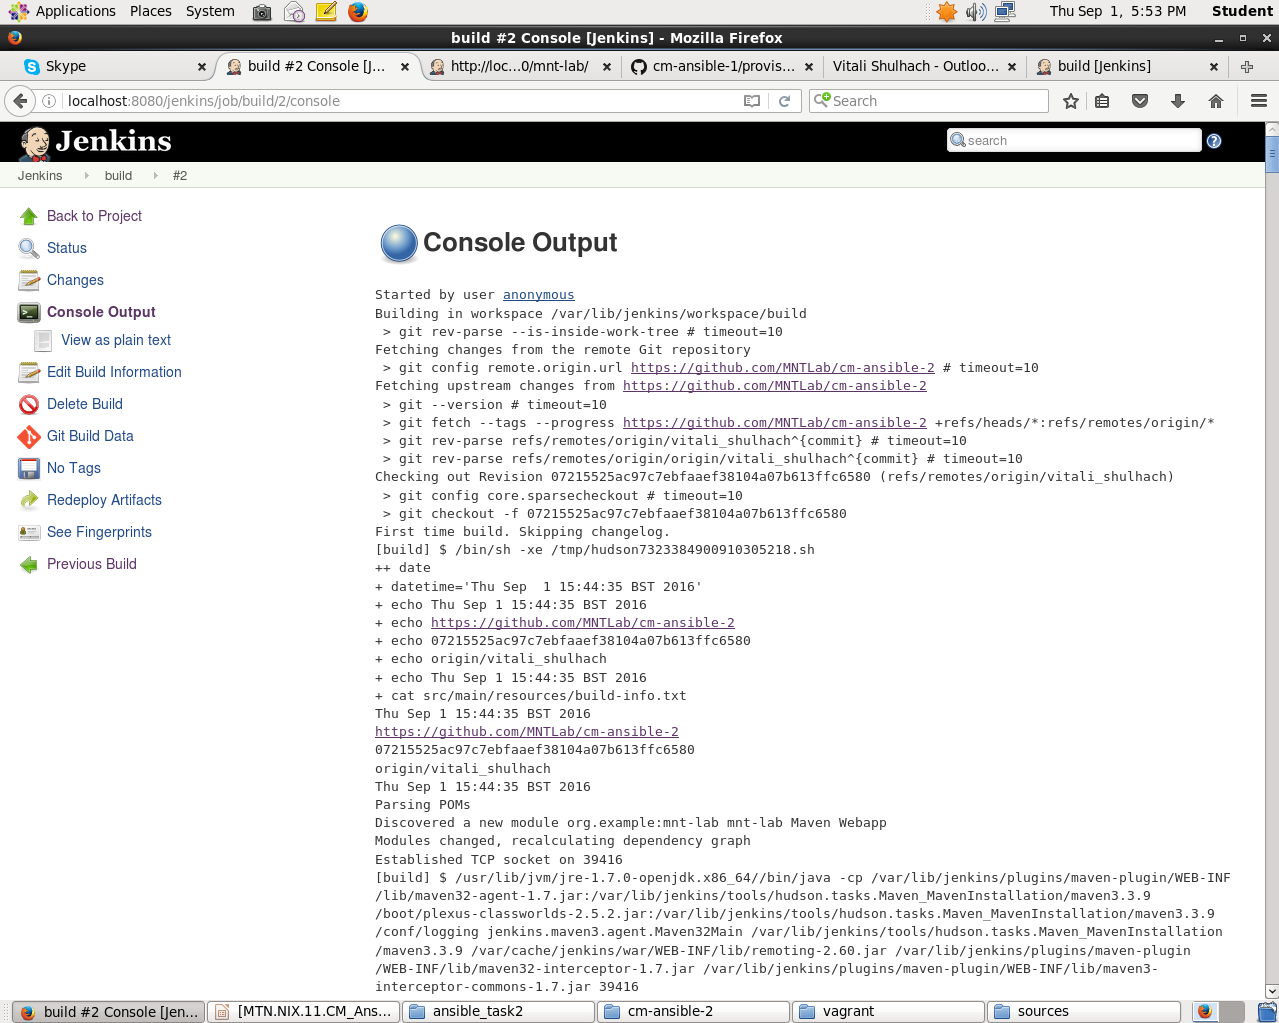 Applications Places System Thu Sep 1, 5:53 PM Student
build #2 Console [Jenkins] - Mozilla Firefox
Skype build #2 Console [J... http://loc...0/mnt-lab/ cm-ansible-1/provis... Vitali Shulhach - Outloo... build [Jenkins]
localhost:8080/jenkins/job/build/2/console Search
Jenkins search
Jenkins build #2
Back to Project
Status
Changes
Console Output
View as plain text
Edit Build Information
Delete Build
Git Build Data
No Tags
Redeploy Artifacts
See Fingerprints
Previous Build
Console Output
Started by user anonymous
Building in workspace /var/lib/jenkins/workspace/build
 > git rev-parse --is-inside-work-tree # timeout=10
Fetching changes from the remote Git repository
 > git config remote.origin.url https://github.com/MNTLab/cm-ansible-2 # timeout=10
Fetching upstream changes from https://github.com/MNTLab/cm-ansible-2
 > git --version # timeout=10
 > git fetch --tags --progress https://github.com/MNTLab/cm-ansible-2 +refs/heads/*:refs/remotes/origin/*
 > git rev-parse refs/remotes/origin/vitali_shulhach^{commit} # timeout=10
 > git rev-parse refs/remotes/origin/origin/vitali_shulhach^{commit} # timeout=10
Checking out Revision 07215525ac97c7ebfaaef38104a07b613ffc6580 (refs/remotes/origin/vitali_shulhach)
 > git config core.sparsecheckout # timeout=10
 > git checkout -f 07215525ac97c7ebfaaef38104a07b613ffc6580
First time build. Skipping changelog.
[build] $ /bin/sh -xe /tmp/hudson7323384900910305218.sh
++ date
+ datetime='Thu Sep  1 15:44:35 BST 2016'
+ echo Thu Sep 1 15:44:35 BST 2016
+ echo https://github.com/MNTLab/cm-ansible-2
+ echo 07215525ac97c7ebfaaef38104a07b613ffc6580
+ echo origin/vitali_shulhach
+ echo Thu Sep 1 15:44:35 BST 2016
+ cat src/main/resources/build-info.txt
Thu Sep 1 15:44:35 BST 2016
https://github.com/MNTLab/cm-ansible-2
07215525ac97c7ebfaaef38104a07b613ffc6580
origin/vitali_shulhach
Thu Sep 1 15:44:35 BST 2016
Parsing POMs
Discovered a new module org.example:mnt-lab mnt-lab Maven Webapp
Modules changed, recalculating dependency graph
Established TCP socket on 39416
[build] $ /usr/lib/jvm/jre-1.7.0-openjdk.x86_64//bin/java -cp /var/lib/jenkins/plugins/maven-plugin/WEB-INF
/lib/maven32-agent-1.7.jar:/var/lib/jenkins/tools/hudson.tasks.Maven_MavenInstallation/maven3.3.9
/boot/plexus-classworlds-2.5.2.jar:/var/lib/jenkins/tools/hudson.tasks.Maven_MavenInstallation/maven3.3.9
/conf/logging jenkins.maven3.agent.Maven32Main /var/lib/jenkins/tools/hudson.tasks.Maven_MavenInstallation
/maven3.3.9 /var/cache/jenkins/war/WEB-INF/lib/remoting-2.60.jar /var/lib/jenkins/plugins/maven-plugin
/WEB-INF/lib/maven32-interceptor-1.7.jar /var/lib/jenkins/plugins/maven-plugin/WEB-INF/lib/maven3-
interceptor-commons-1.7.jar 39416
build #2 Console [Jen... [MTN.NIX.11.CM_Ans... ansible_task2 cm-ansible-2 vagrant sources